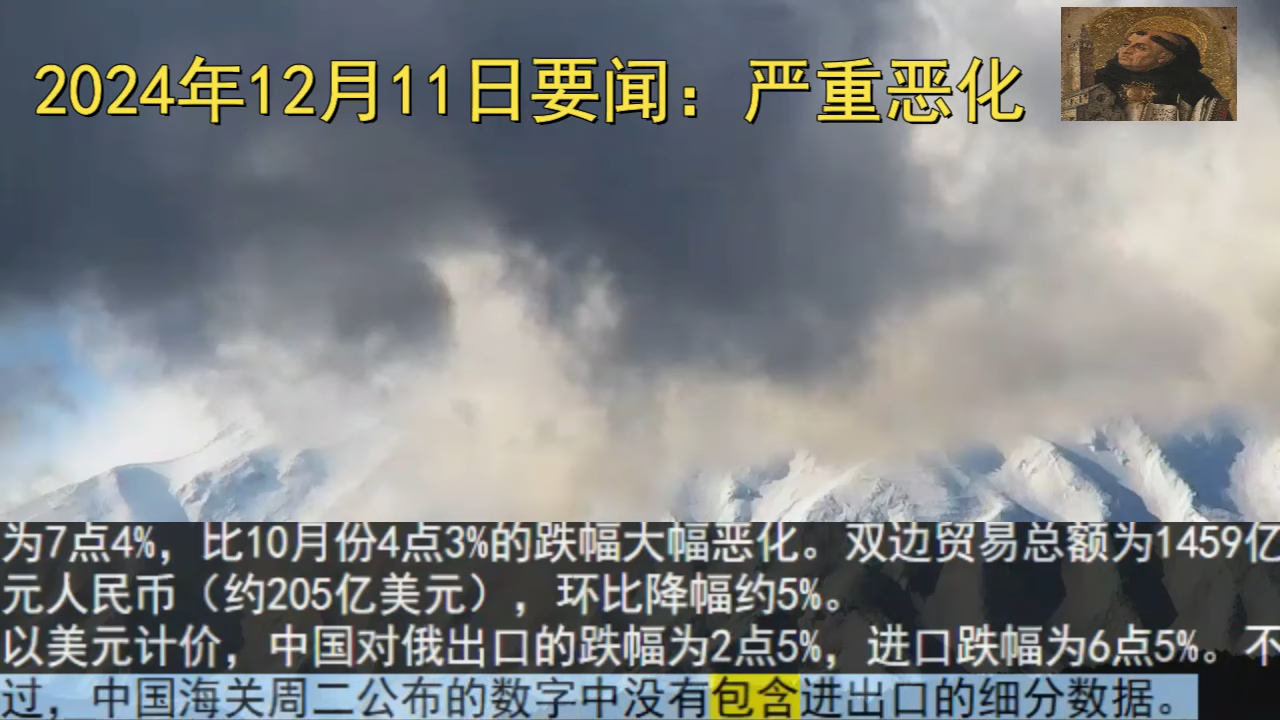 2024年12月11日要闻：严重恶化
为7点4%，比10月份4点3%的跌幅大幅恶化。双边贸易总额为1459亿
元人民币（约205亿美元），环比降幅约5%。
以美元计价，中国对俄出口的跌幅为2点5%，进口跌幅为6点5%。不
过，中国海关周二公布的数字中没有包含进出口的细分数据。